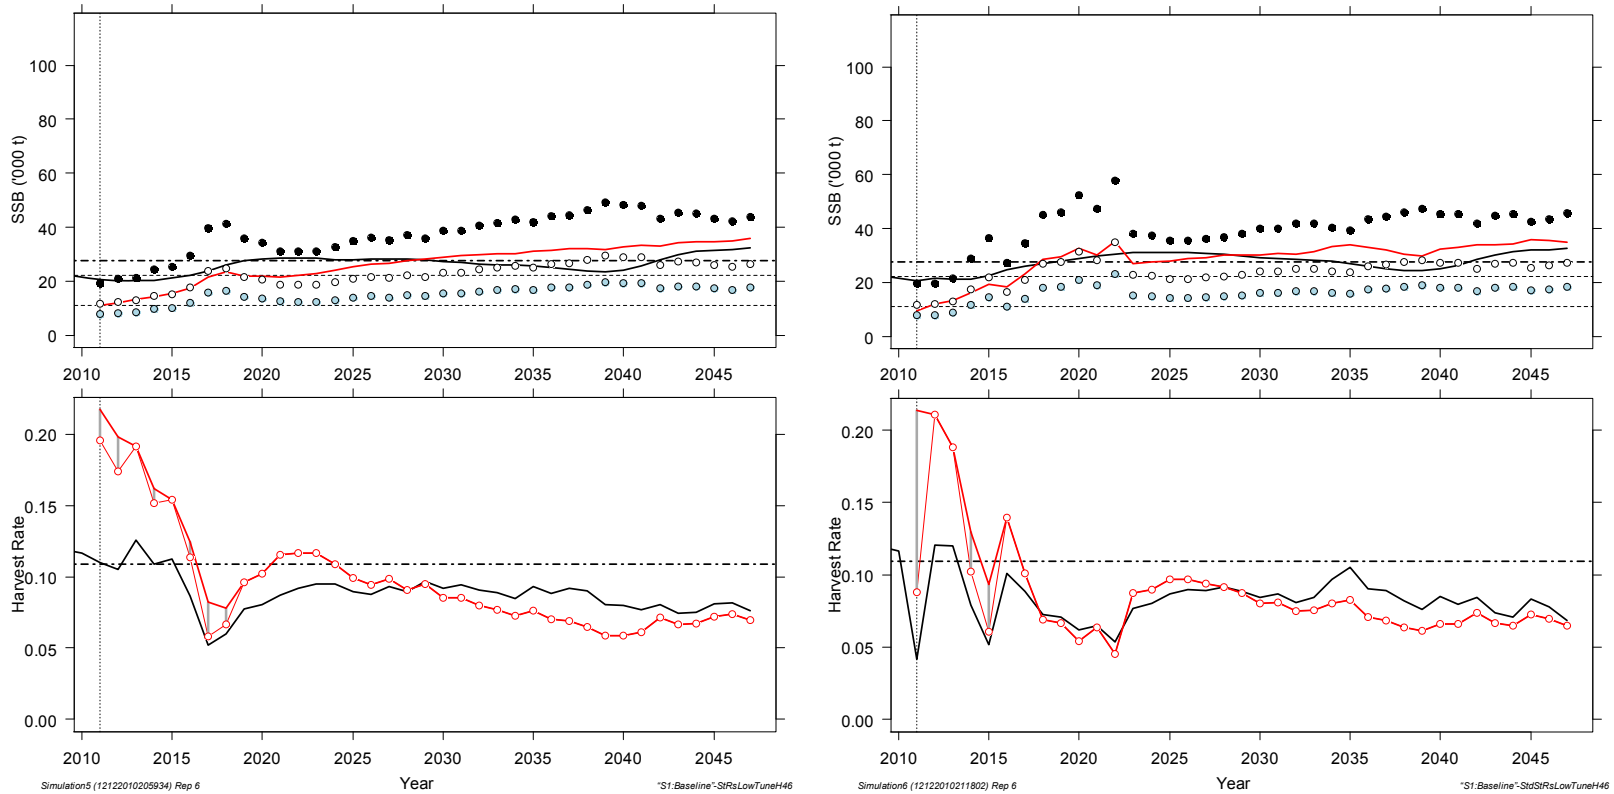 100
80
60
40
20
0
SSB ('000 t)
2010 2015 2020 2025 2030 2035 2040 2045
0.20
0.15
0.10
0.05
0.00
Harvest Rate
2010 2015 2020 2025 2030 2035 2040 2045
Year
Simulation5 (12122010205934) Rep 6
"S1:Baseline"-StRsLowTuneH46
100
80
60
40
20
0
SSB ('000 t)
2010 2015 2020 2025 2030 2035 2040 2045
0.20
0.15
0.10
0.05
0.00
Harvest Rate
2010 2015 2020 2025 2030 2035 2040 2045
Year
Simulation6 (12122010211802) Rep 6
"S1:Baseline"-StdStRsLowTuneH46